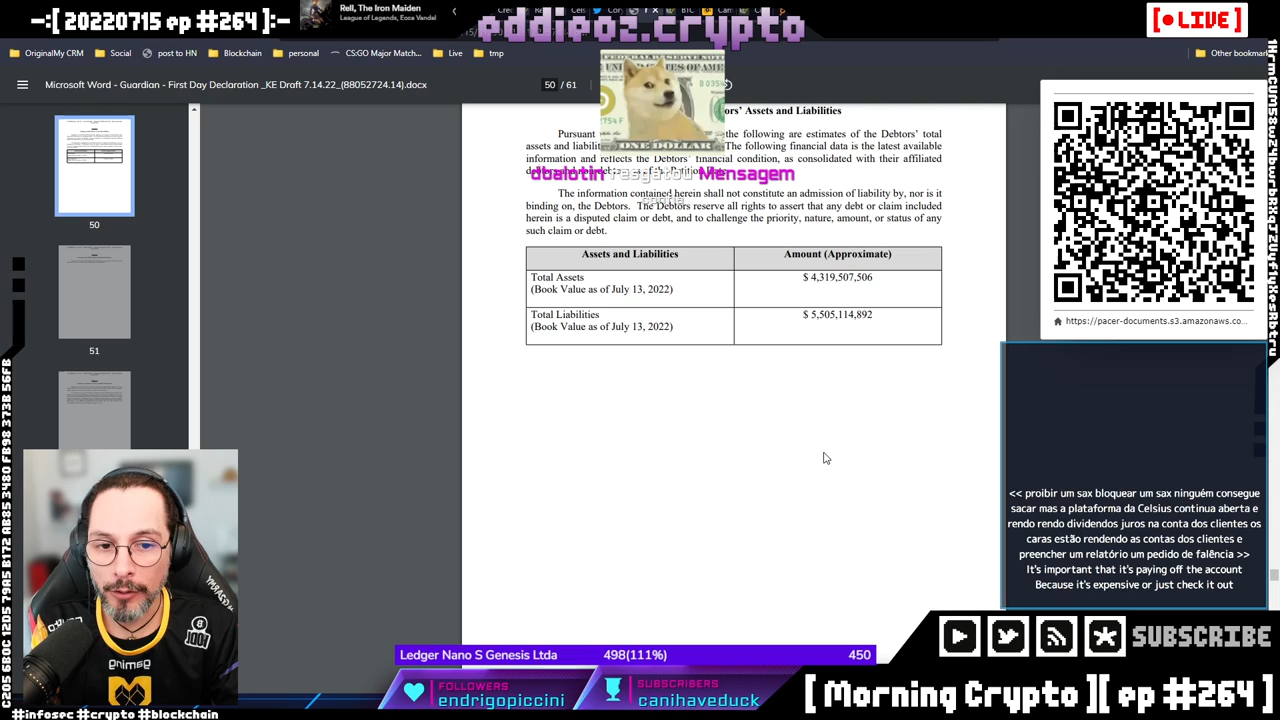 -:[ 20220715 ep #264 ]:-
Rell, The Iron Maiden
League of Legends, Ecca Vandal
eddieoz.crypto
[ LIVE ]
OriginalMy CRM
Social
post to HN
Blockchain
personal
CS:GO Major Match...
Live
tmp
Other bookmar
Microsoft Word - Guardian - First Day Declaration _KE Draft 7.14.22_(88052724.14).docx
50 / 61
ors' Assets and Liabilities
Pursuant
the following are estimates of the Debtors' total
assets and liabilit
The following financial data is the latest available
information and reflects the Debtors' financial condition, as consolidated with their affiliated
dbalotin resgatou Mensagem
The information contained herein shall not constitute an admission of liability by, nor is it
binding on, the Debtors. The Debtors reserve all rights to assert that any debt or claim included
herein is a disputed claim or debt, and to challenge the priority, nature, amount, or status of any
such claim or debt.
Assets and Liabilities
Amount (Approximate)
Total Assets
(Book Value as of July 13, 2022)
$ 4,319,507,506
Total Liabilities
(Book Value as of July 13, 2022)
$ 5,505,114,892
50
51
ONE DOLLAR
https://pacer-documents.s3.amazonaws.co...
<< proibir um sax bloquear um sax ninguém consegue
sacar mas a plataforma da Celsius continua aberta e
rendo rendo dividendos juros na conta dos clientes os
caras estão rendendo as contas dos clientes e
preencher um relatório um pedido de falência >>
It's important that it's paying off the account
Because it's expensive or just check it out
Ledger Nano S Genesis Ltda
498(111%)
450
FOLLOWERS
endrigopiccini
SUBSCRIBERS
canihaveduck
SUBSCRIBE
[ Morning Crypto ][ ep #264 ]
infosec #crypto #blockchain